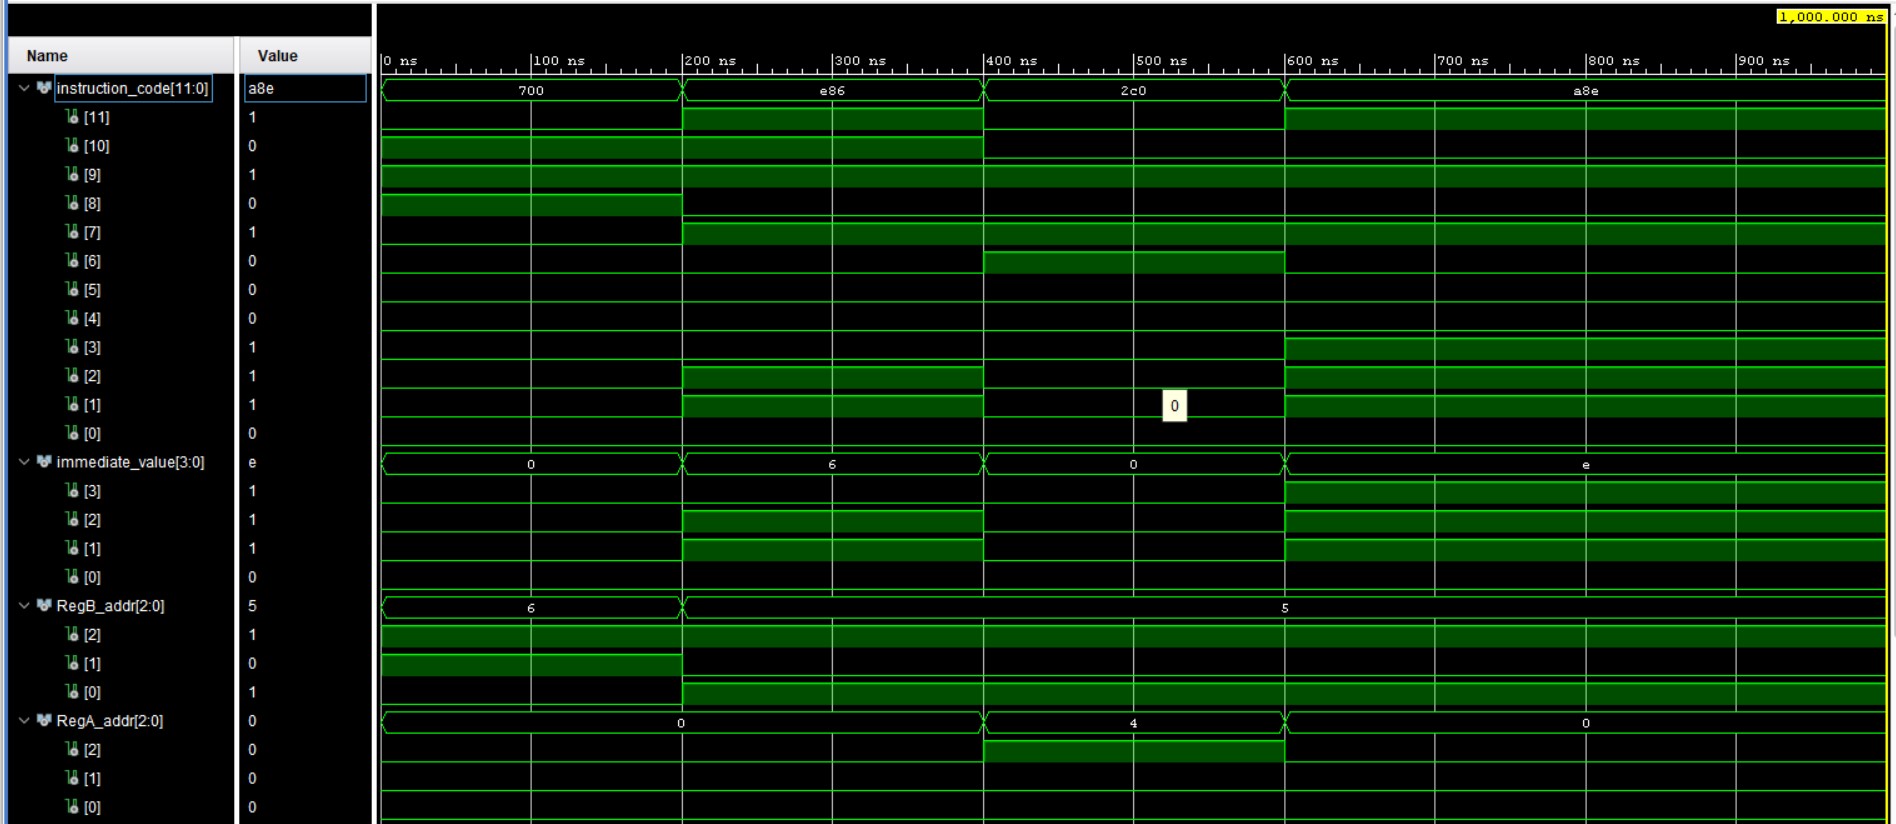 1,000.000 ns
Name Value
0 ns 100 ns 200 ns 300 ns 400 ns 500 ns 600 ns 700 ns 800 ns 900 ns
instruction_code[11:0] a8e 700 e86 2c0 a8e
[11] 1
[10] 0
[9] 1
[8] 0
[7] 1
[6] 0
[5] 0
[4] 0
[3] 1
[2] 1
[1] 1 0
[0] 0
immediate_value[3:0] e 0 6 0 e
[3] 1
[2] 1
[1] 1
[0] 0
RegB_addr[2:0] 5 6 5
[2] 1
[1] 0
[0] 1
RegA_addr[2:0] 0 0 4 0
[2] 0
[1] 0
[0] 0